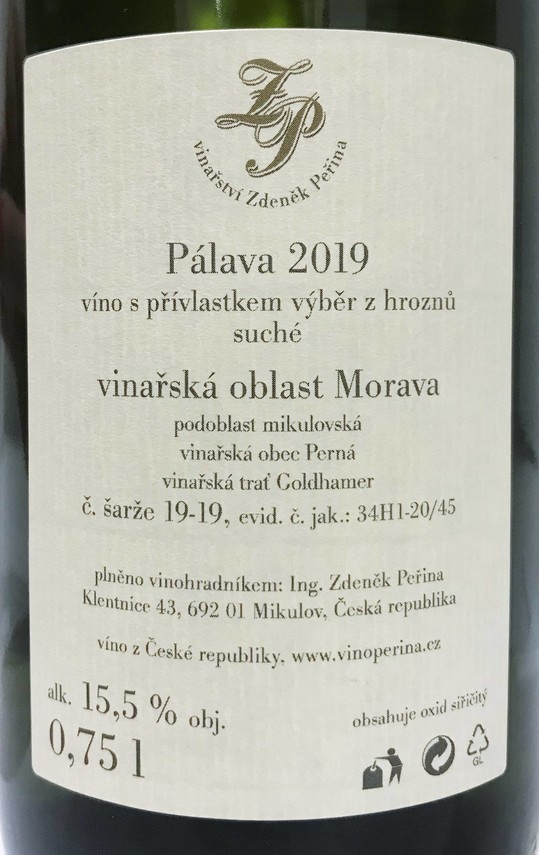 ZP
vinařství Zdeněk Peřina
Pálava 2019
víno s přívlastkem výběr z hroznů
suché
vinařská oblast Morava
podoblast mikulovská
vinařská obec Perná
vinařská trať Goldhamer
č. šarže 19-19, evid. č. jak.: 34H1-20/45
plněno vinohradníkem: Ing. Zdeněk Peřina
Klentnice 43, 692 01 Mikulov, Česká republika
víno z České republiky, www.vinoperina.cz
alk. 15,5 % obj.
0,75 l
obsahuje oxid siřičitý
GL